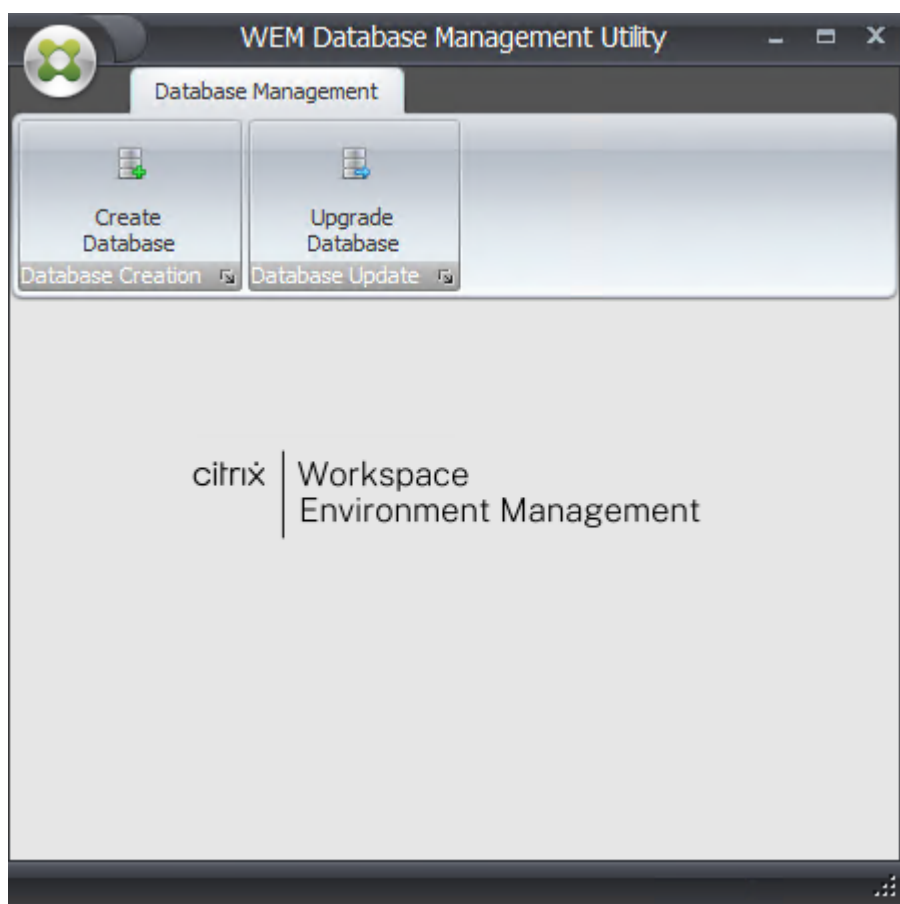 WEM Database Management Utility
Database Management
Create
Database
Upgrade
Database
Database Creation
Database Update
citrix
Workspace
Environment Management